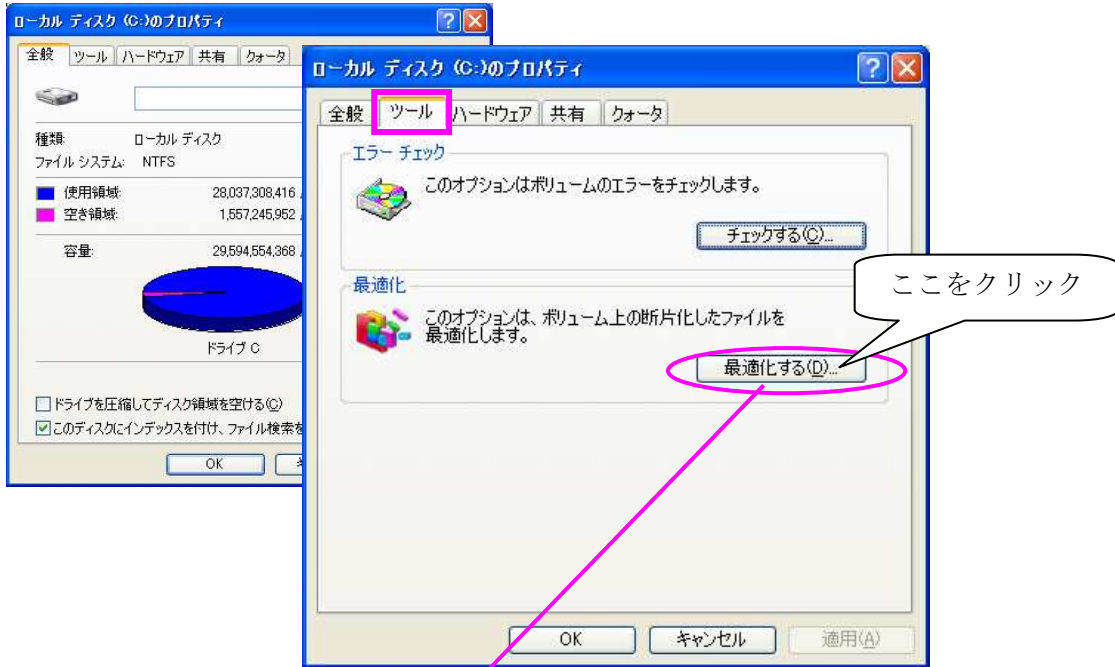 ローカル ディスク (C:)のプロパティ
全般 ツール ハードウェア 共有 クォータ
種類: ローカル ディスク
ファイル システム: NTFS
使用領域: 28,037,308,416
空き領域: 1,557,245,952
容量: 29,594,554,368
ドライブ C
ドライブを圧縮してディスク領域を空ける(C)
このディスクにインデックスを付け、ファイル検索を
OK
ローカル ディスク (C:)のプロパティ
全般 ツール ハードウェア 共有 クォータ
エラー チェック
このオプションはボリュームのエラーをチェックします。
チェックする(C)...
最適化
このオプションは、ボリューム上の断片化したファイルを
最適化します。
最適化する(D)...
ここをクリック
OK キャンセル 適用(A)